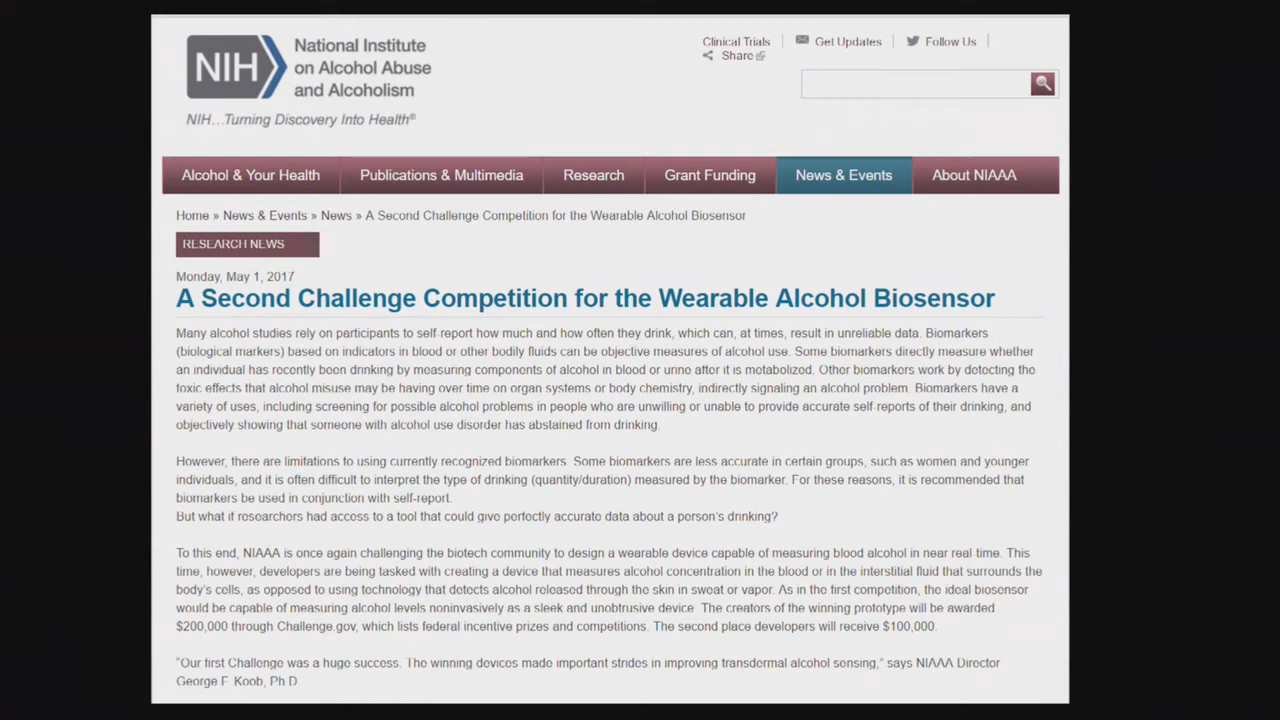 NIH
National Institute
on Alcohol Abuse
and Alcoholism
NIH...Turning Discovery Into Health®
Clinical Trials
Get Updates
Follow Us
Share
Alcohol & Your Health
Publications & Multimedia
Research
Grant Funding
News & Events
About NIAAA
Home » News & Events » News » A Second Challenge Competition for the Wearable Alcohol Biosensor
RESEARCH NEWS
Monday, May 1, 2017
A Second Challenge Competition for the Wearable Alcohol Biosensor
Many alcohol studies rely on participants to self-report how much and how often they drink, which can, at times, result in unreliable data. Biomarkers
(biological markers) based on indicators in blood or other bodily fluids can be objective measures of alcohol use. Some biomarkers directly measure whether
an individual has recently been drinking by measuring components of alcohol in blood or urine after it is metabolized. Other biomarkers work by detecting the
toxic effects that alcohol misuse may be having over time on organ systems or body chemistry, indirectly signaling an alcohol problem. Biomarkers have a
variety of uses, including screening for possible alcohol problems in people who are unwilling or unable to provide accurate self-reports of their drinking, and
objectively showing that someone with alcohol use disorder has abstained from drinking.
However, there are limitations to using currently recognized biomarkers. Some biomarkers are less accurate in certain groups, such as women and younger
individuals, and it is often difficult to interpret the type of drinking (quantity/duration) measured by the biomarker. For these reasons, it is recommended that
biomarkers be used in conjunction with self-report.
But what if researchers had access to a tool that could give perfectly accurate data about a person's drinking?
To this end, NIAAA is once again challenging the biotech community to design a wearable device capable of measuring blood alcohol in near real time. This
time, however, developers are being tasked with creating a device that measures alcohol concentration in the blood or in the interstitial fluid that surrounds the
body's cells, as opposed to using technology that detects alcohol released through the skin in sweat or vapor. As in the first competition, the ideal biosensor
would be capable of measuring alcohol levels noninvasively as a sleek and unobtrusive device. The creators of the winning prototype will be awarded
$200,000 through Challenge.gov, which lists federal incentive prizes and competitions. The second place developers will receive $100,000.
"Our first Challenge was a huge success. The winning devices made important strides in improving transdermal alcohol sensing," says NIAAA Director
George F. Koob, Ph.D.